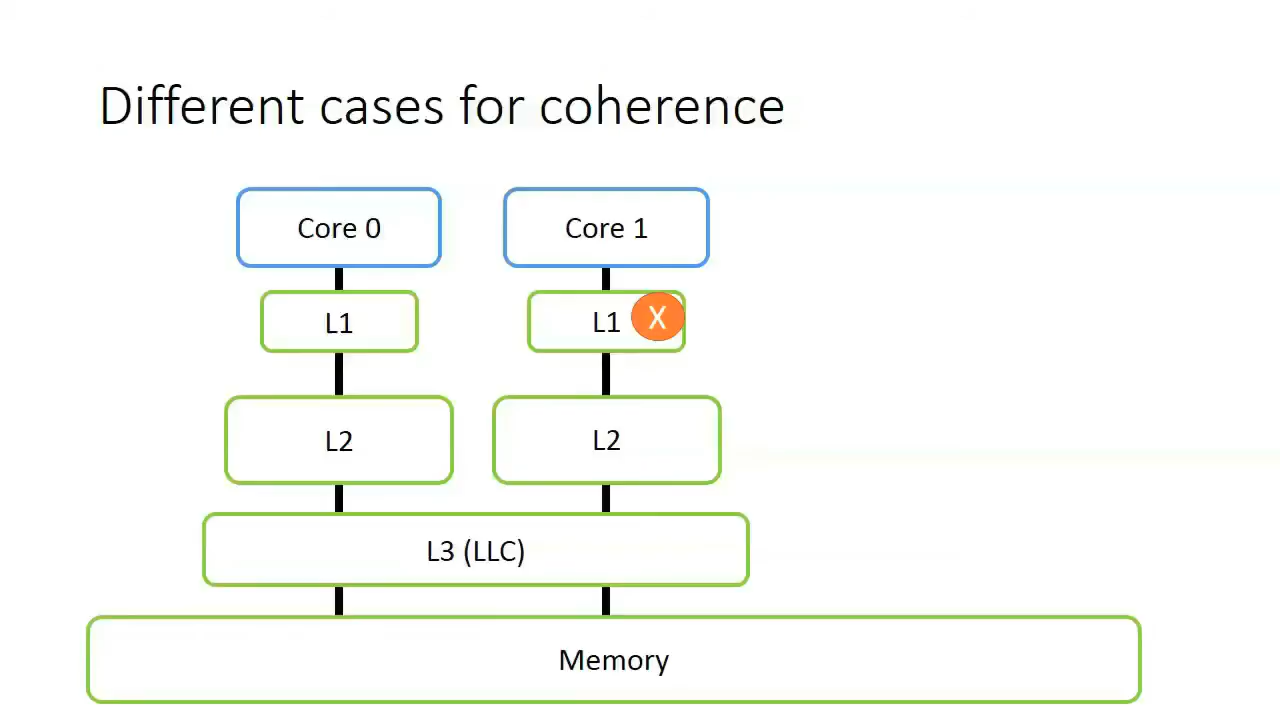 Different cases for coherence
Core 0
Core 1
L1
L1
X
L2
L2
L3 (LLC)
Memory